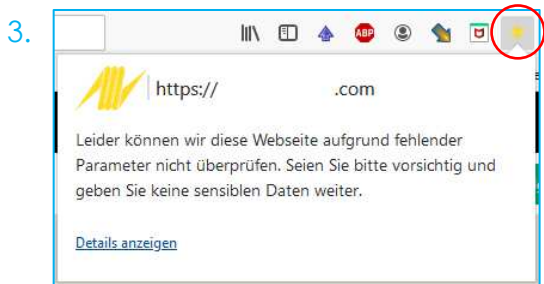 3.
ABP
https:// .com
Leider können wir diese Webseite aufgrund fehlender
Parameter nicht überprüfen. Seien Sie bitte vorsichtig und
geben Sie keine sensiblen Daten weiter.
Details anzeigen